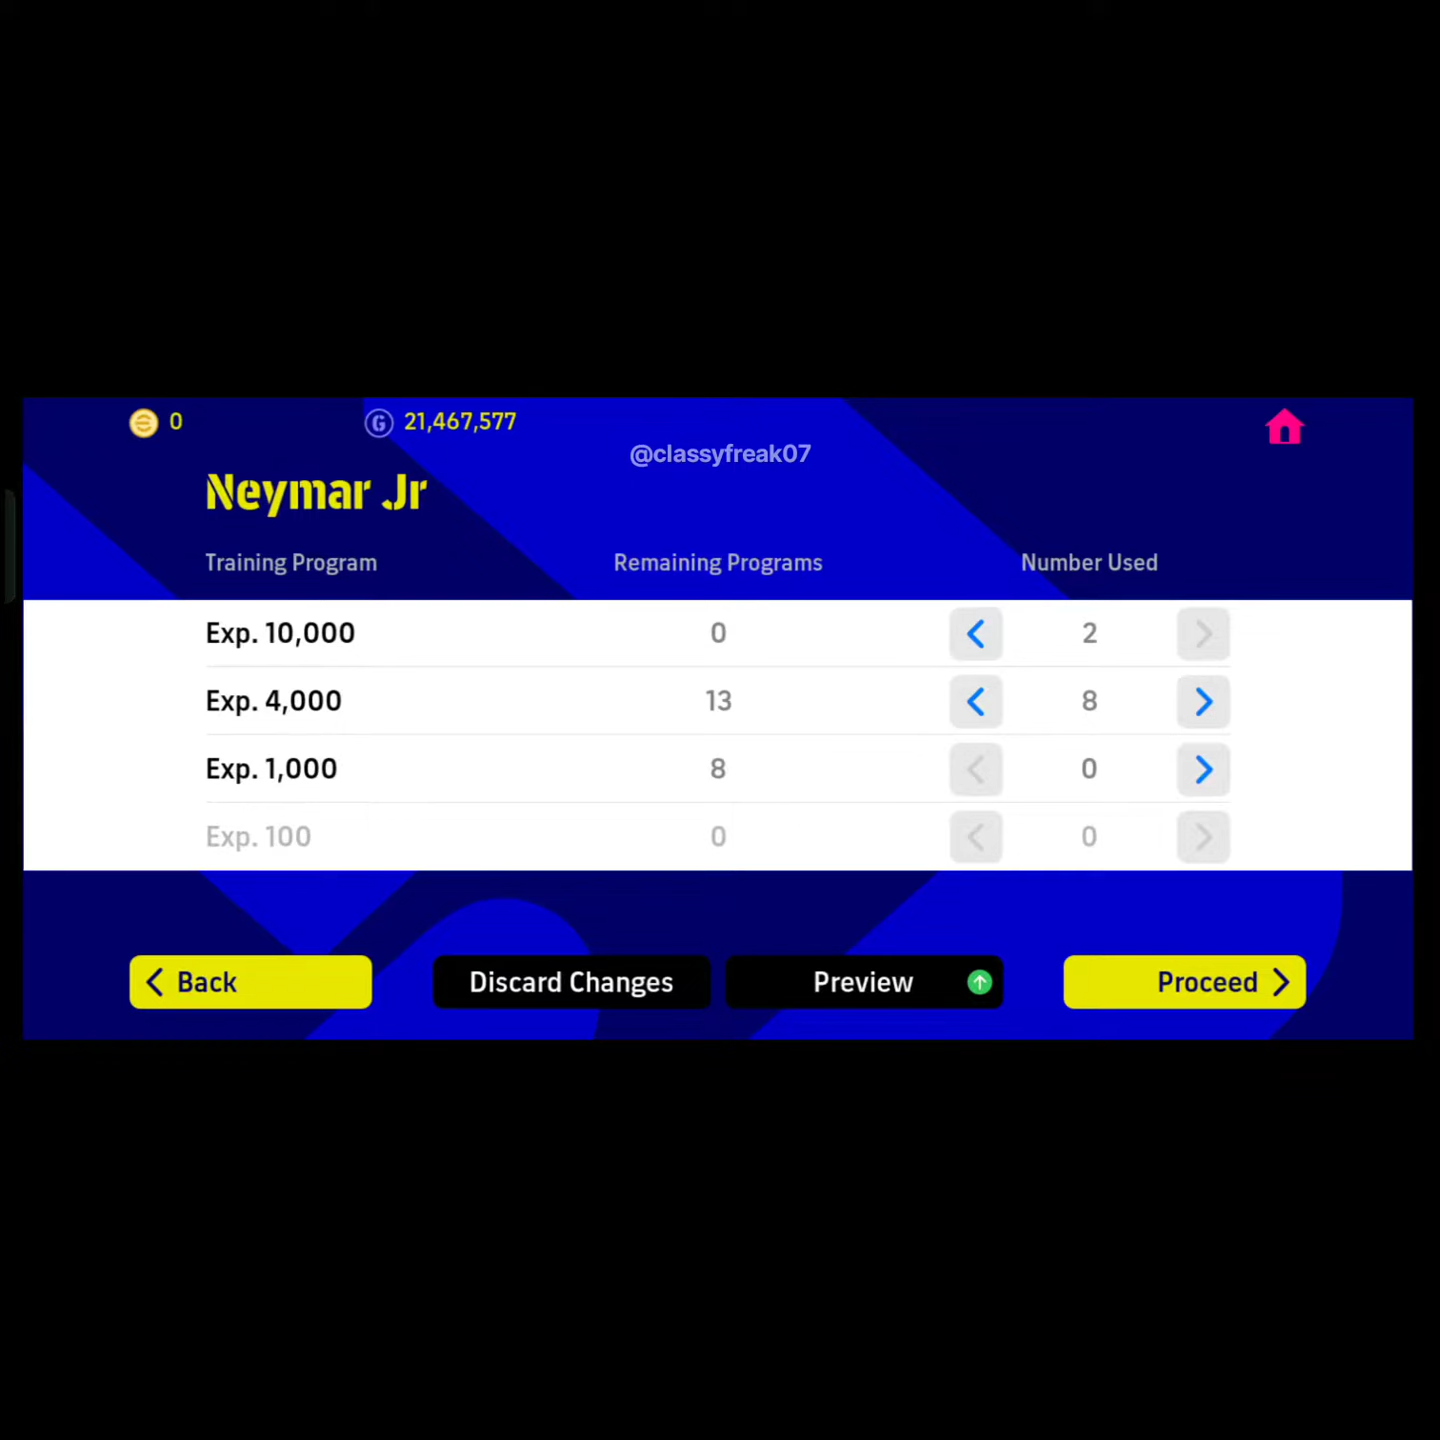 0 21,467,577
@classyfreak07
Neymar Jr
Training Program Remaining Programs Number Used
Exp. 10,000 0 2
Exp. 4,000 13 8
Exp. 1,000 8 0
Exp. 100 0 0
Back Discard Changes Preview Proceed